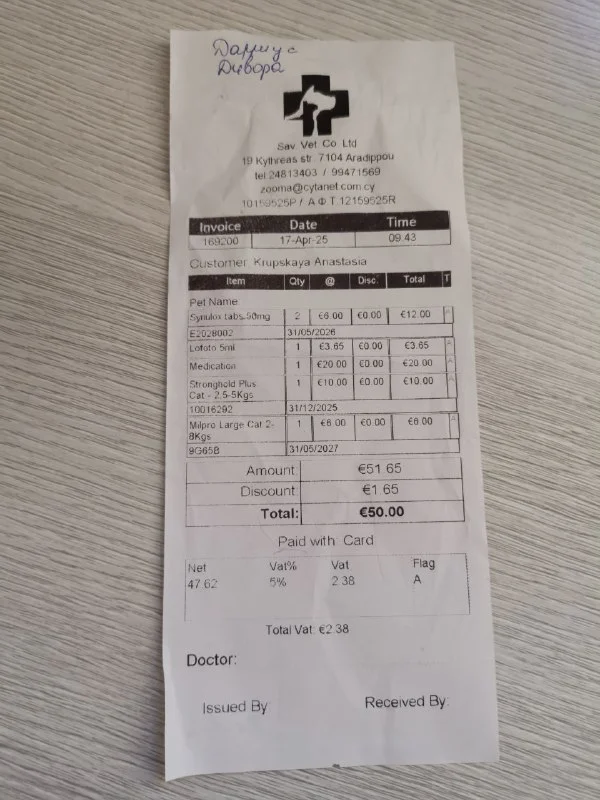 Дарриус
Дивора
Sav. Vet Co Ltd
19 Kythreas str 7104 Aradippou
tel 24813403 / 99471569
zooma@cytanet.com.cy
10159525P / Α Φ Τ.12159525R
Invoice Date Time
169200 17-Apr-25 09:43
Customer: Krupskaya Anastasia
Item Qty @ Disc. Total T
Pet Name
Synulox tabs 50mg 2 €6.00 €0.00 €12.00 A
E2028002 31/05/2026
Lofoto 5ml 1 €3.65 €0.00 €3.65 A
Medication 1 €20.00 €0.00 €20.00 A
Stronghold Plus 1 €10.00 €0.00 €10.00 A
Cat - 2,5-5Kgs
10016292 31/12/2025
Milpro Large Cat 2- 1 €6.00 €0.00 €6.00 A
8Kgs
9G658 31/05/2027
Amount: €51.65
Discount: €1.65
Total: €50.00
Paid with Card
Net Vat% Vat Flag
47.62 5% 2.38 A
Total Vat: €2.38
Doctor:
Issued By: Received By: